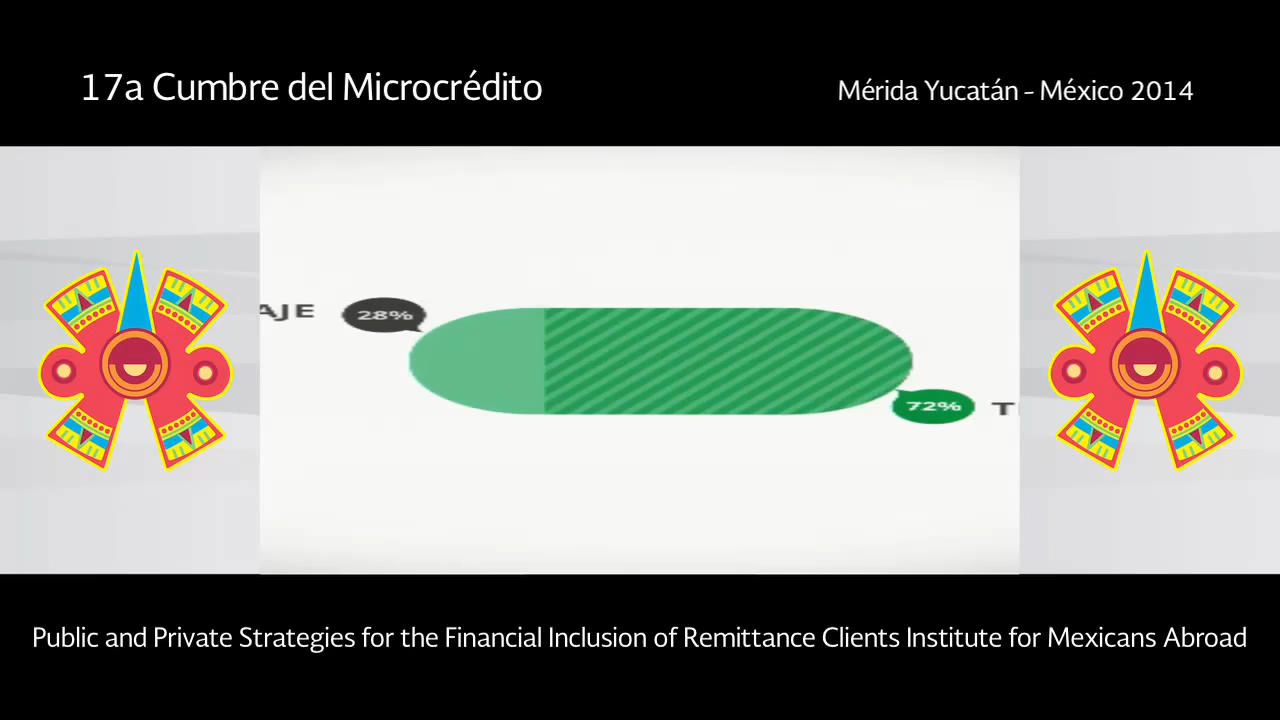 17a Cumbre del Microcrédito
Mérida Yucatán - México 2014
AJE 28%
72%
Public and Private Strategies for the Financial Inclusion of Remittance Clients Institute for Mexicans Abroad